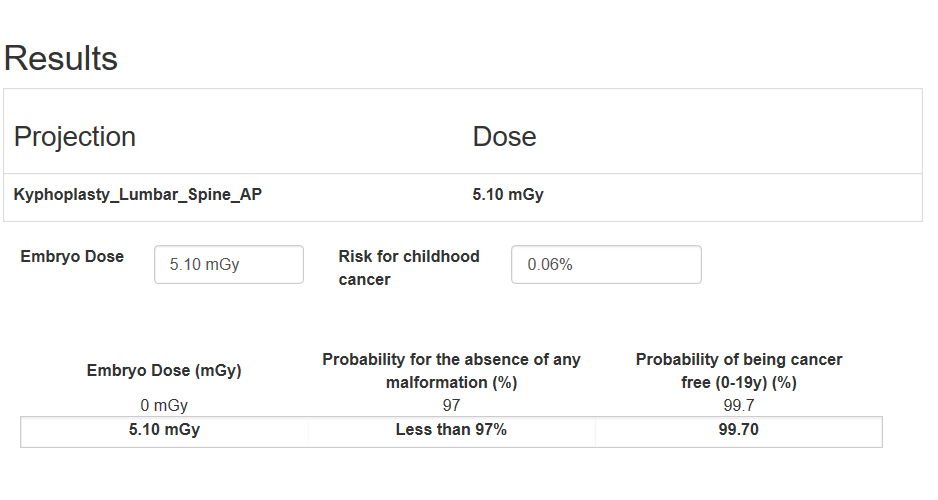 Results
Projection Dose
Kyphoplasty_Lumbar_Spine_AP 5.10 mGy
Embryo Dose 5.10 mGy Risk for childhood cancer 0.06%
Embryo Dose (mGy) Probability for the absence of any malformation (%) Probability of being cancer free (0-19y) (%)
0 mGy 97 99.7
5.10 mGy Less than 97% 99.70